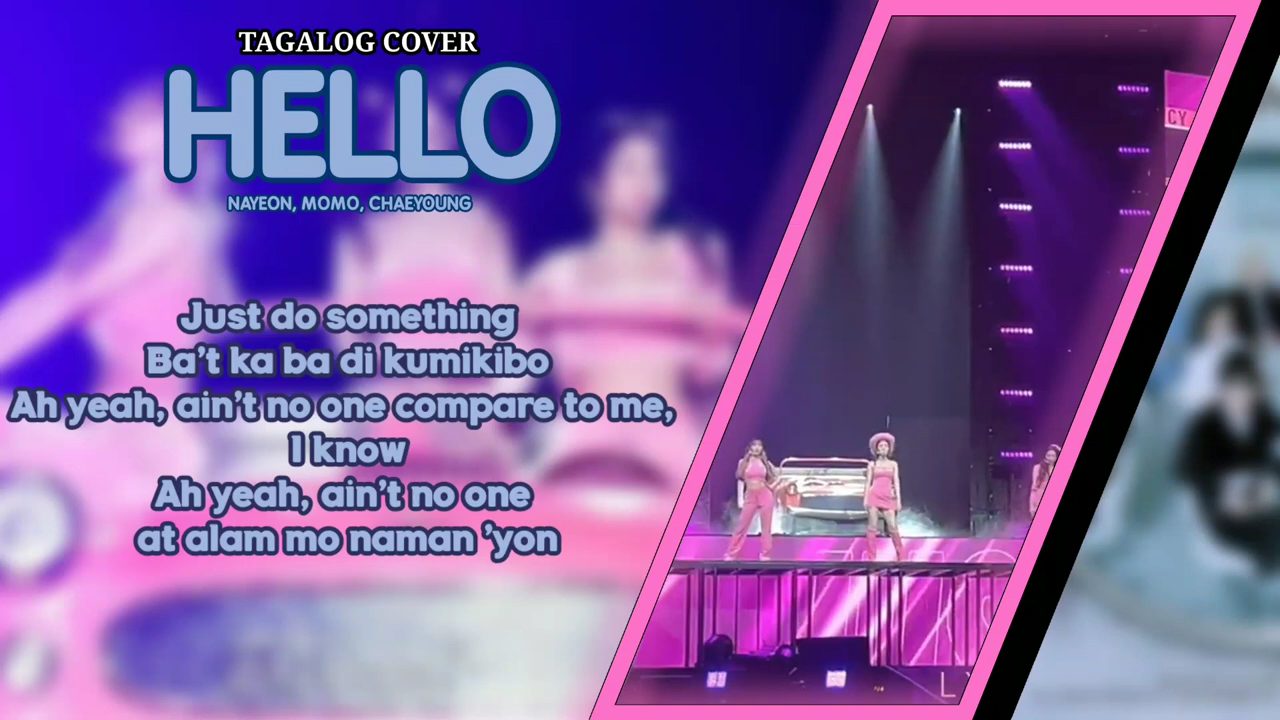 TAGALOG COVER
HELLO
NAYEON, MOMO, CHAEYOUNG
Just do something
Ba't ka ba di kumikibo
Ah yeah, ain't no one compare to me,
I know
Ah yeah, ain't no one
at alam mo naman 'yon
CY
L